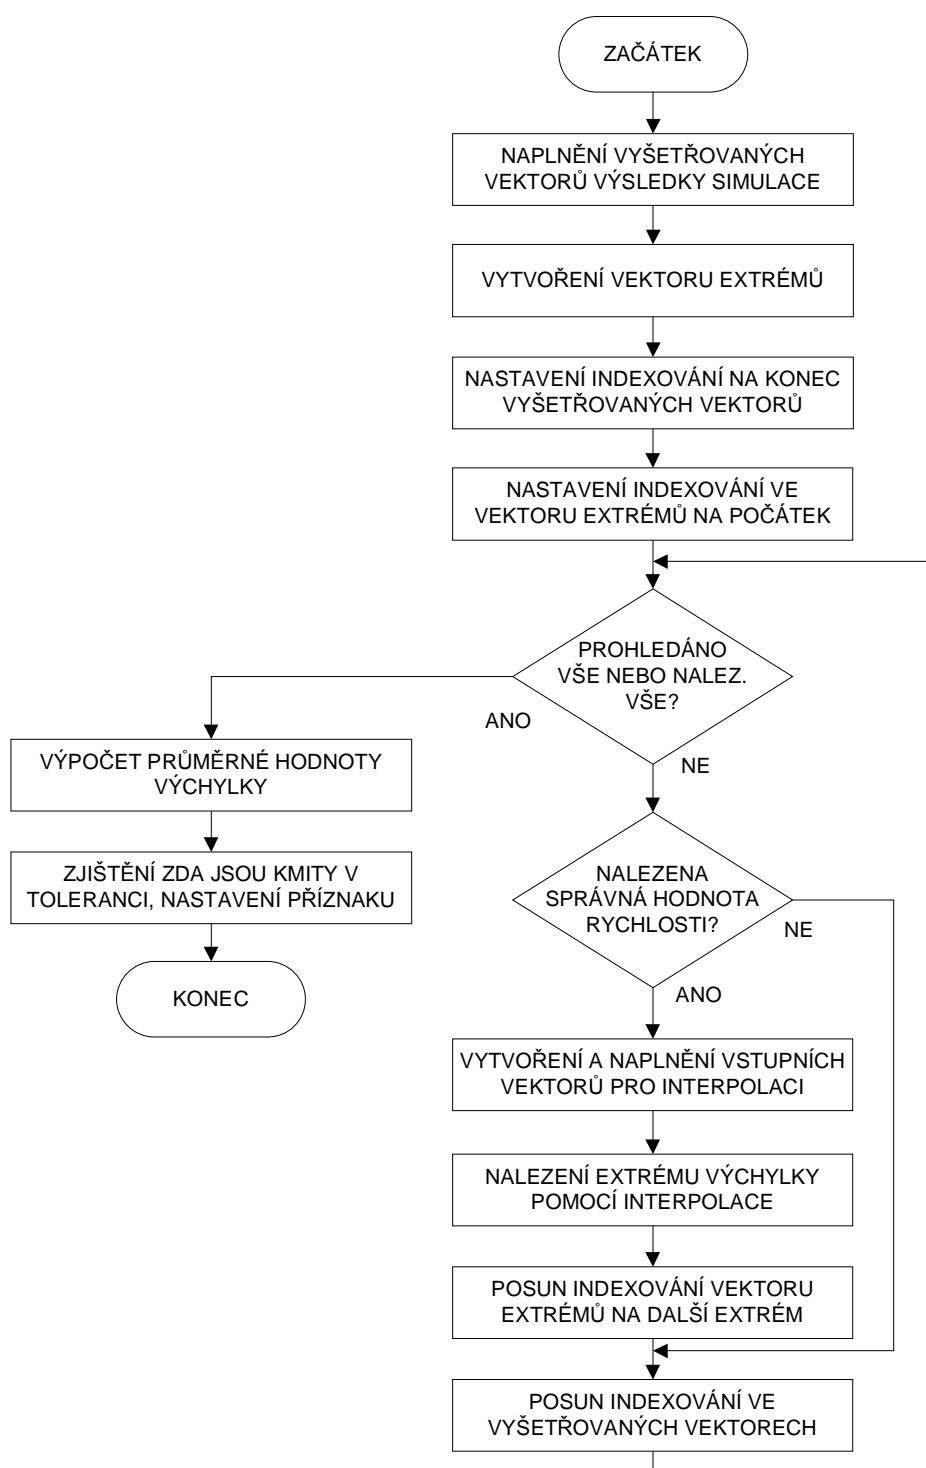 ZAČÁTEK
NAPLNĚNÍ VYŠETŘOVANÝCH
VEKTORŮ VÝSLEDKY SIMULACE
VYTVOŘENÍ VEKTORU EXTRÉMŮ
NASTAVENÍ INDEXOVÁNÍ NA KONEC
VYŠETŘOVANÝCH VEKTORŮ
NASTAVENÍ INDEXOVÁNÍ VE
VEKTORU EXTRÉMŮ NA POČÁTEK
PROHLEDÁNO
VŠE NEBO NALEZ.
VŠE?
ANO
NE
VÝPOČET PRŮMĚRNÉ HODNOTY
VÝCHYLKY
ZJIŠTĚNÍ ZDA JSOU KMITY V
TOLERANCI, NASTAVENÍ PŘÍZNAKU
KONEC
NALEZENA
SPRÁVNÁ HODNOTA
RYCHLOSTI?
NE
ANO
VYTVOŘENÍ A NAPLNĚNÍ VSTUPNÍCH
VEKTORŮ PRO INTERPOLACI
NALEZENÍ EXTRÉMU VÝCHYLKY
POMOCÍ INTERPOLACE
POSUN INDEXOVÁNÍ VEKTORU
EXTRÉMŮ NA DALŠÍ EXTRÉM
POSUN INDEXOVÁNÍ VE
VYŠETŘOVANÝCH VEKTORECH